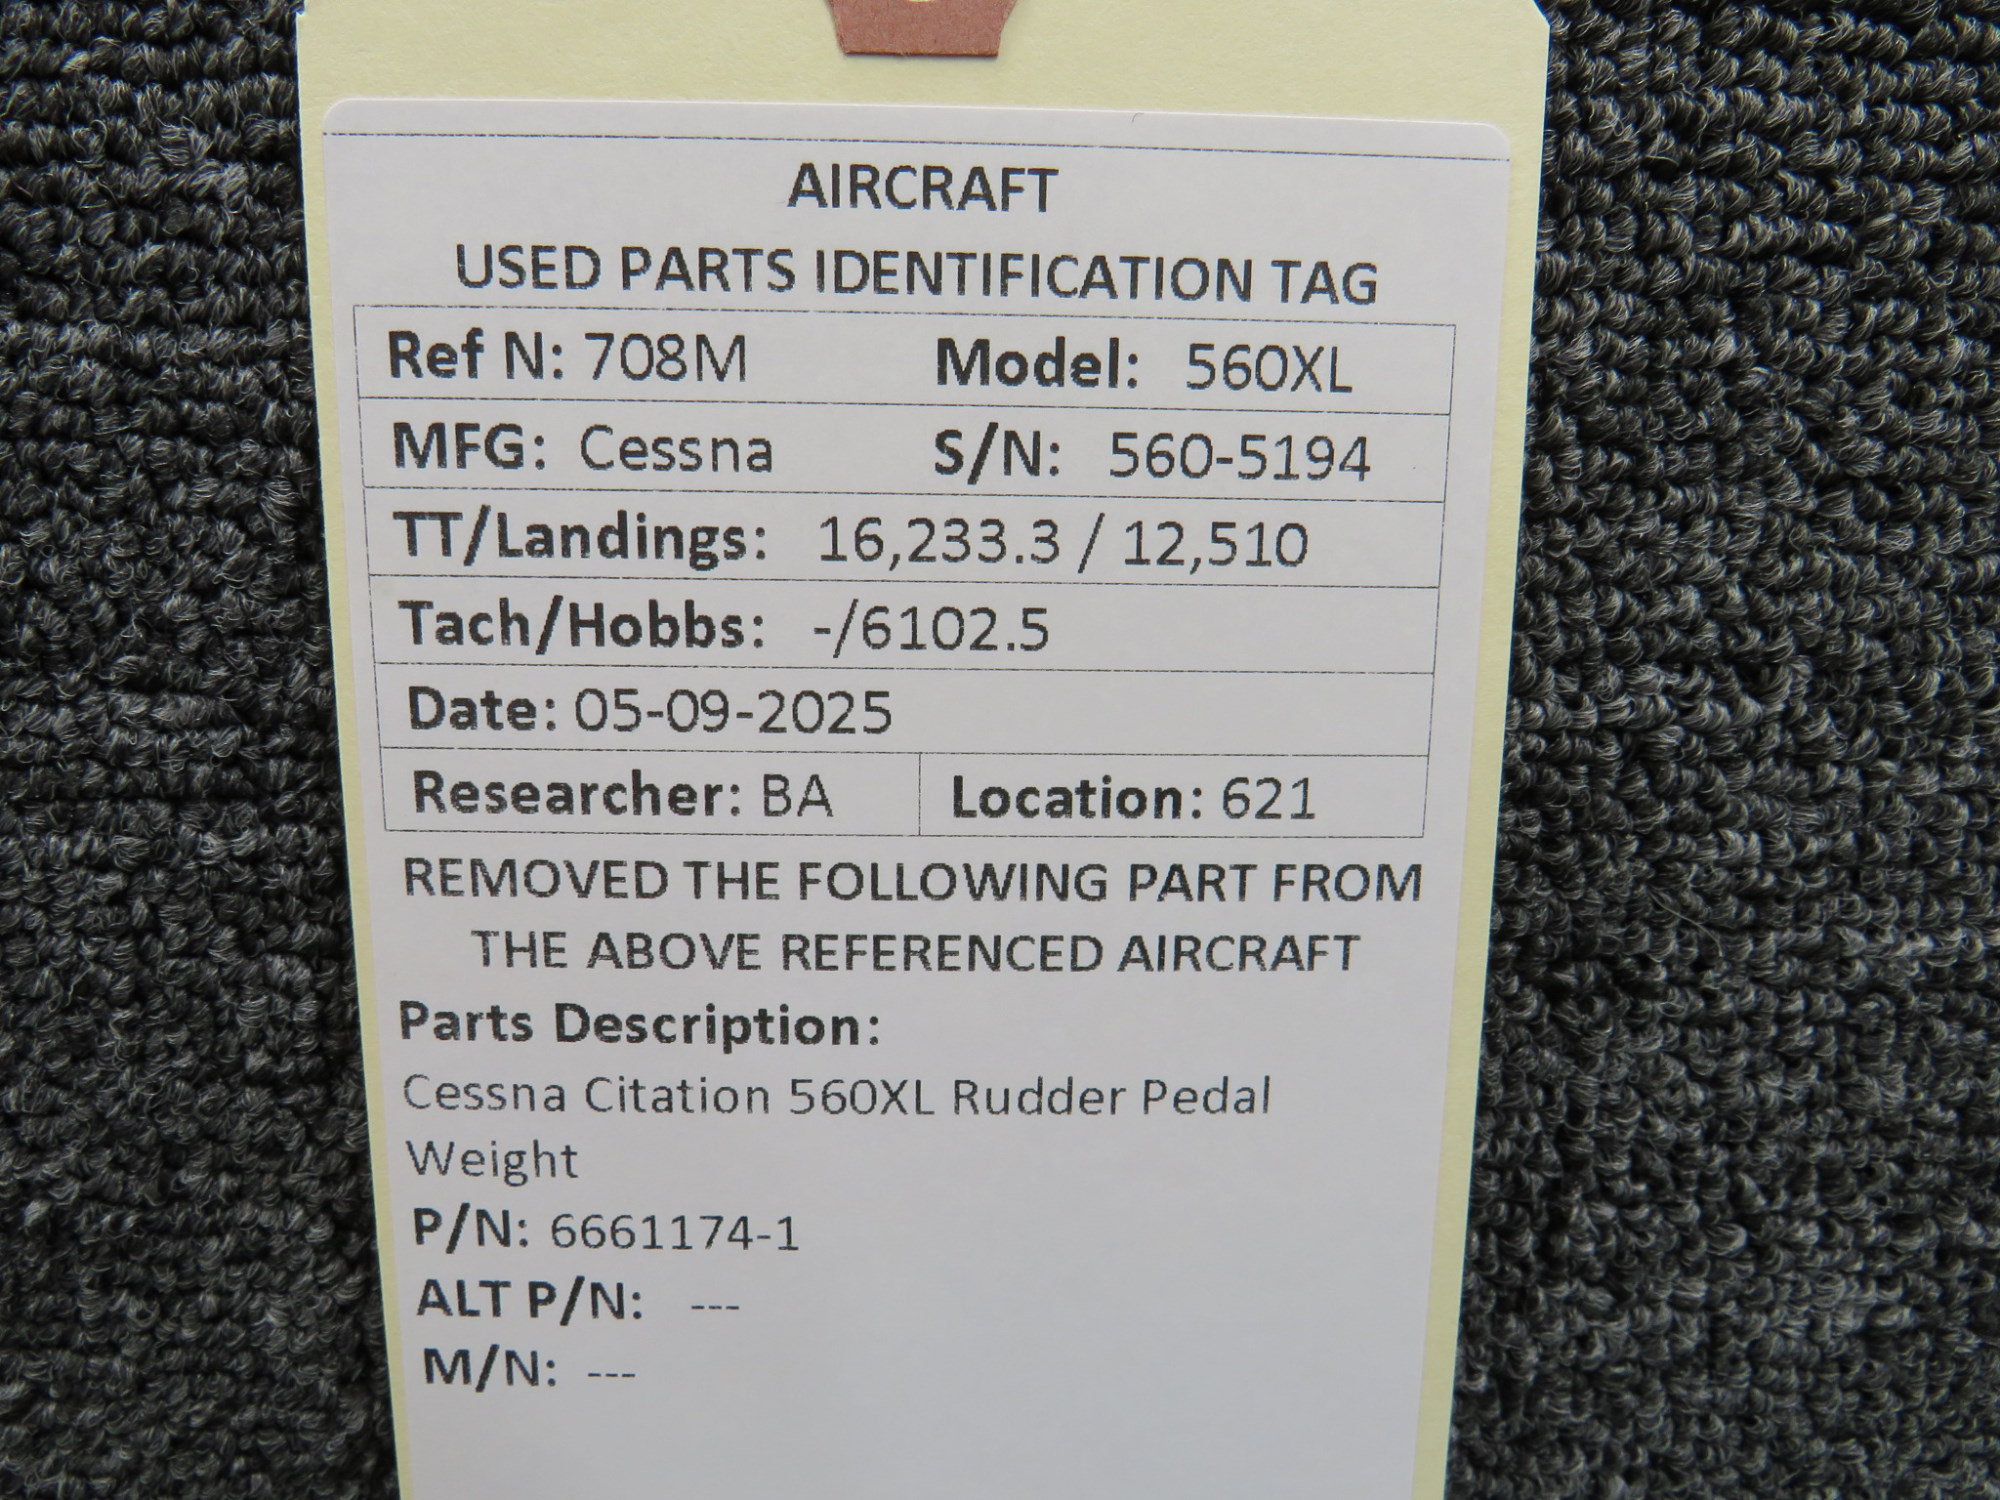 AIRCRAFT
USED PARTS IDENTIFICATION TAG
Ref N: 708M Model: 560XL
MFG: Cessna S/N: 560-5194
TT/Landings: 16,233.3 / 12,510
Tach/Hobbs: -/6102.5
Date: 05-09-2025
Researcher: BA Location: 621
REMOVED THE FOLLOWING PART FROM
THE ABOVE REFERENCED AIRCRAFT
Parts Description:
Cessna Citation 560XL Rudder Pedal
Weight
P/N: 6661174-1
ALT P/N: ---
M/N: ---